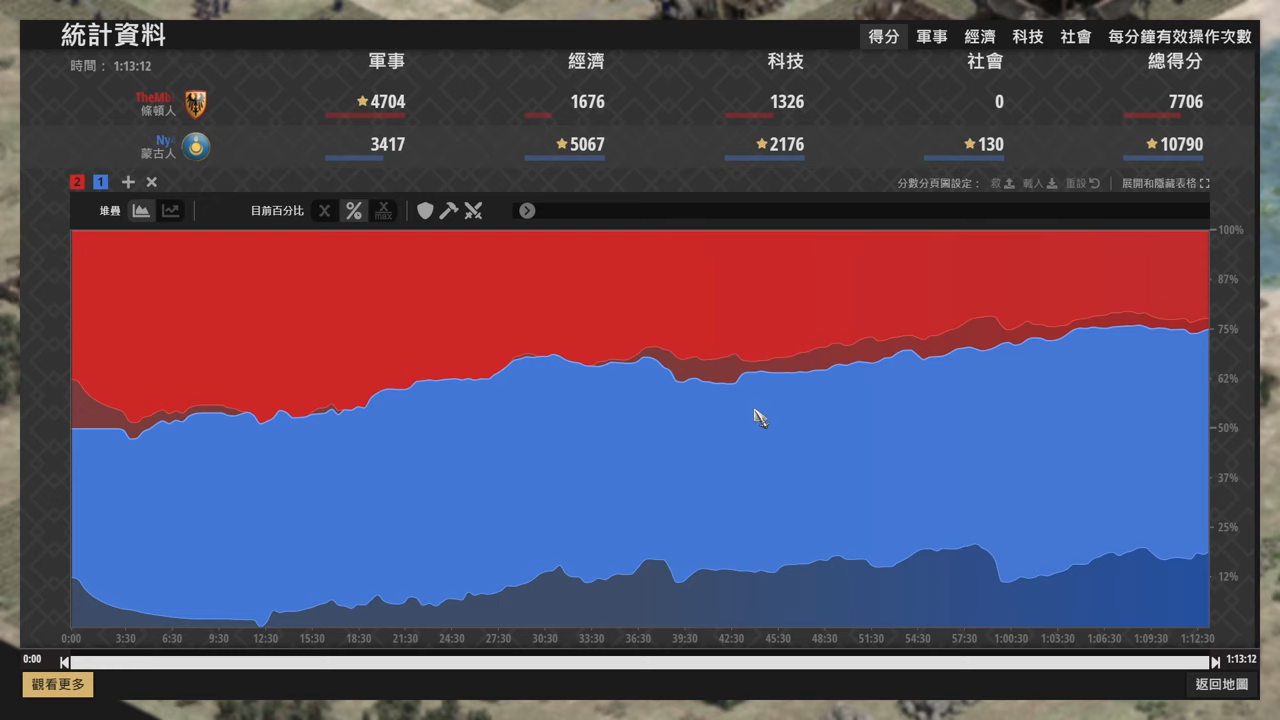 統計資料
得分 軍事 經濟 科技 社會 每分鐘有效操作次數
時間： 1:13:12
軍事 經濟 科技 社會 總得分
TheMb
條頓人
4704 1676 1326 0 7706
Ny
蒙古人
3417 5067 2176 130 10790
2 1
分數分頁圖設定： 載入 重設 展開和隱藏表格
堆疊 目前百分比 X % X max
100%
87%
75%
62%
50%
37%
25%
12%
0:00 3:30 6:30 9:30 12:30 15:30 18:30 21:30 24:30 27:30 30:30 33:30 36:30 39:30 42:30 45:30 48:30 51:30 54:30 57:30 1:00:30 1:03:30 1:06:30 1:09:30 1:12:30
0:00 1:13:12
觀看更多 返回地圖